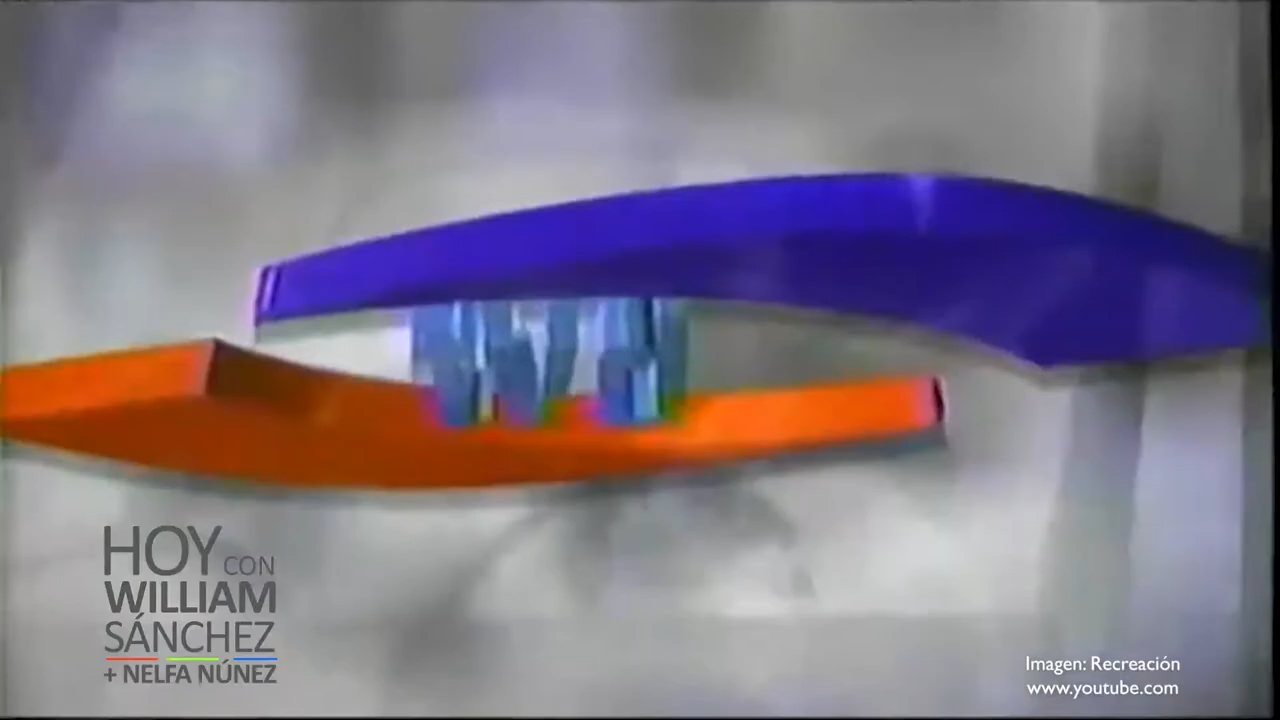 HOY CON
WILLIAM
SÁNCHEZ
+ NELFA NÚNEZ
Imagen: Recreación
www.youtube.com